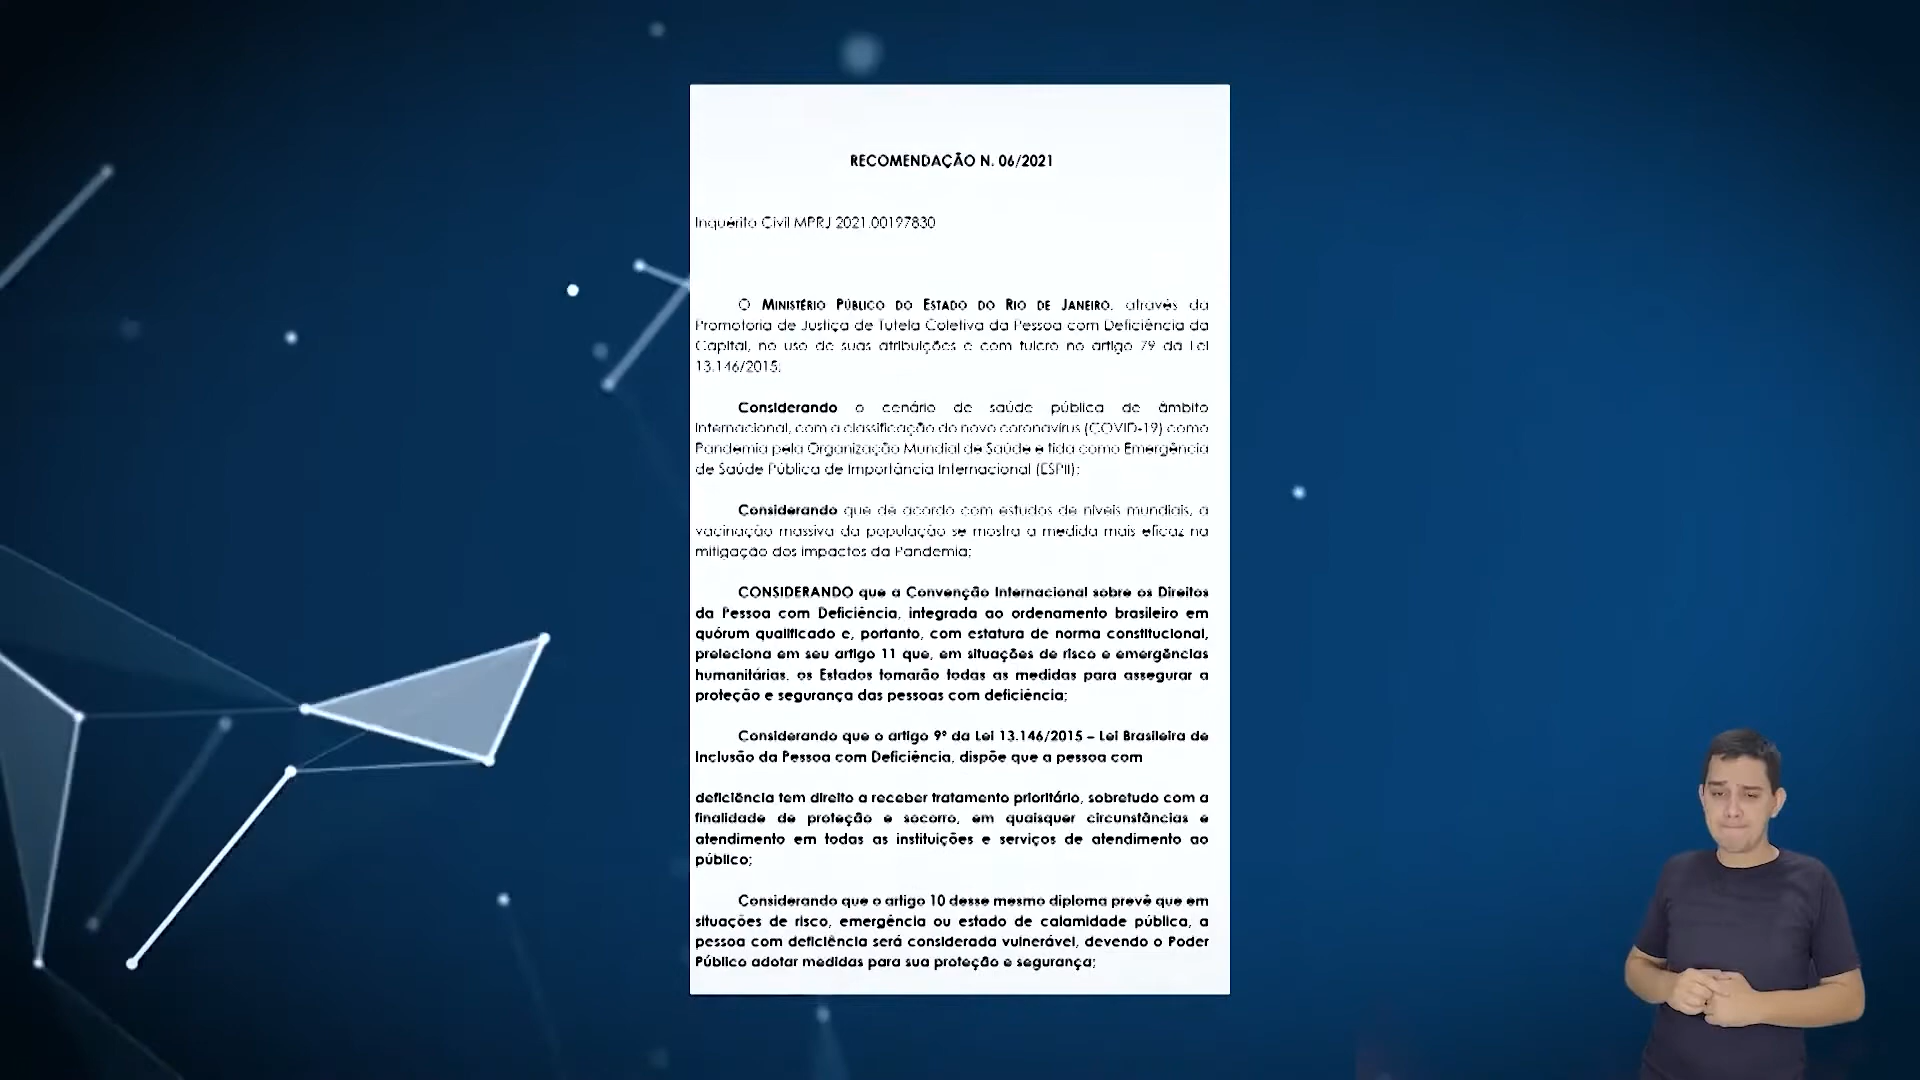 RECOMENDAÇÃO N. 06/2021
Inquérito Civil MPRJ 2021.00197830
O MINISTÉRIO PÚBLICO DO ESTADO DO RIO DE JANEIRO, através da
Promotoria de Justiça de Tutela Coletiva da Pessoa com Deficiência da
Capital, no uso de suas atribuições e com fulcro no artigo 79 da Lei
13.146/2015;
Considerando o cenário de saúde pública de âmbito
Internacional, com a classificação do novo coronavírus (COVID-19) como
Pandemia pela Organização Mundial de Saúde e tida como Emergência
de Saúde Pública de Importância Internacional (ESPII);
Considerando que de acordo com estudos de níveis mundiais, a
vacinação massiva da população se mostra a medida mais eficaz na
mitigação dos impactos da Pandemia;
CONSIDERANDO que a Convenção Internacional sobre os Direitos
da Pessoa com Deficiência, integrada ao ordenamento brasileiro em
quórum qualificado e, portanto, com estatura de norma constitucional,
preleciona em seu artigo 11 que, em situações de risco e emergências
humanitárias, os Estados tomarão todas as medidas para assegurar a
proteção e segurança das pessoas com deficiência;
Considerando que o artigo 9º da Lei 13.146/2015 – Lei Brasileira de
Inclusão da Pessoa com Deficiência, dispõe que a pessoa com
deficiência tem direito a receber tratamento prioritário, sobretudo com a
finalidade de proteção e socorro, em quaisquer circunstâncias e
atendimento em todas as instituições e serviços de atendimento ao
público;
Considerando que o artigo 10 desse mesmo diploma prevê que em
situações de risco, emergência ou estado de calamidade pública, a
pessoa com deficiência será considerada vulnerável, devendo o Poder
Público adotar medidas para sua proteção e segurança;